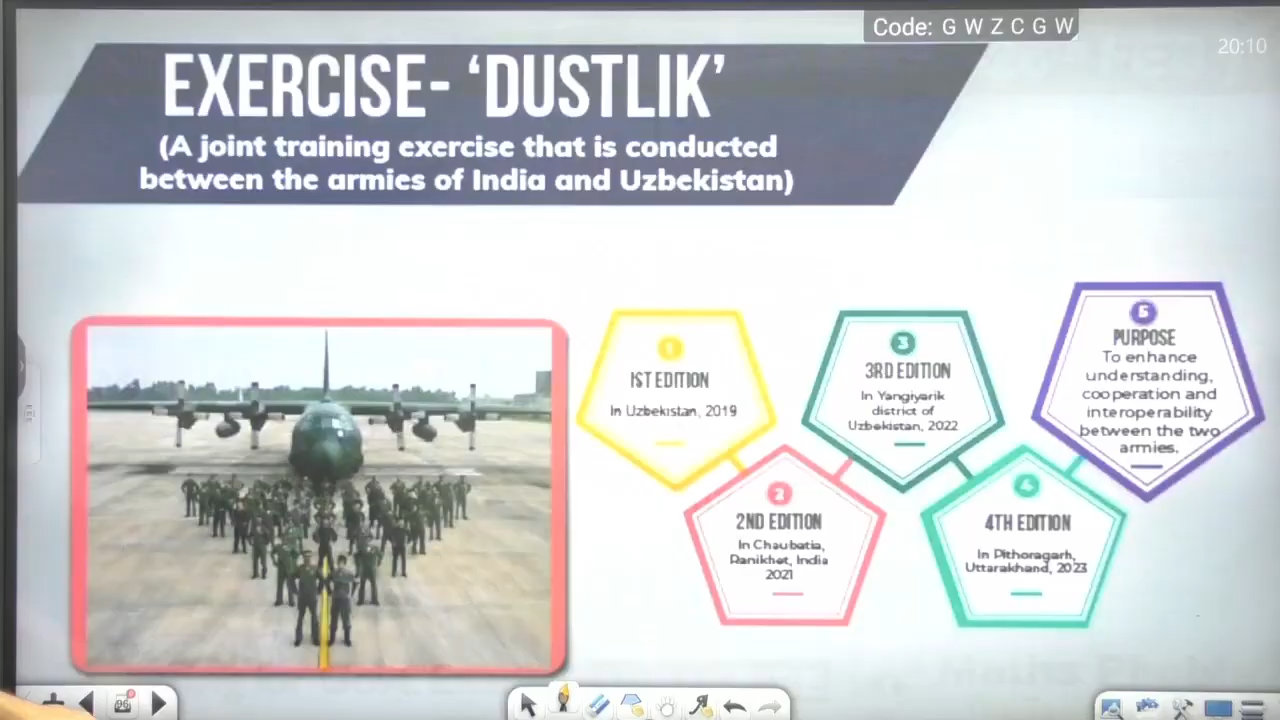 Code: G W Z C G W
20:10
EXERCISE- ‘DUSTLIK’
(A joint training exercise that is conducted
between the armies of India and Uzbekistan)
1
1ST EDITION
In Uzbekistan, 2019
2
2ND EDITION
In Chaubatia,
Ranikhet, India
2021
3
3RD EDITION
In Yangiyarik
district of
Uzbekistan, 2022
4
4TH EDITION
In Pithoragarh,
Uttarakhand, 2023
5
PURPOSE
To enhance
understanding,
cooperation and
interoperability
between the two
armies.